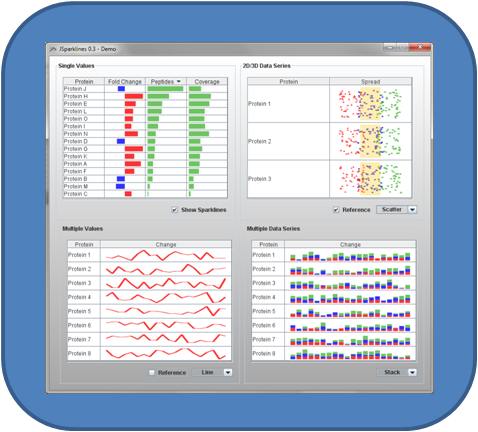 JSparklines 0.3 - Demo
Single Values
Protein Fold Change Peptides Coverage
Protein J
Protein H
Protein E
Protein L
Protein O
Protein I
Protein N
Protein D
Protein G
Protein K
Protein A
Protein F
Protein B
Protein M
Protein C
Show Sparklines
2D/3D Data Series
Protein Spread
Protein 1
Protein 2
Protein 3
Reference Scatter
Multiple Values
Protein Change
Protein 1
Protein 2
Protein 3
Protein 4
Protein 5
Protein 6
Protein 7
Protein 8
Reference Line
Multiple Data Series
Protein Change
Protein 1
Protein 2
Protein 3
Protein 4
Protein 5
Protein 6
Protein 7
Protein 8
Stack